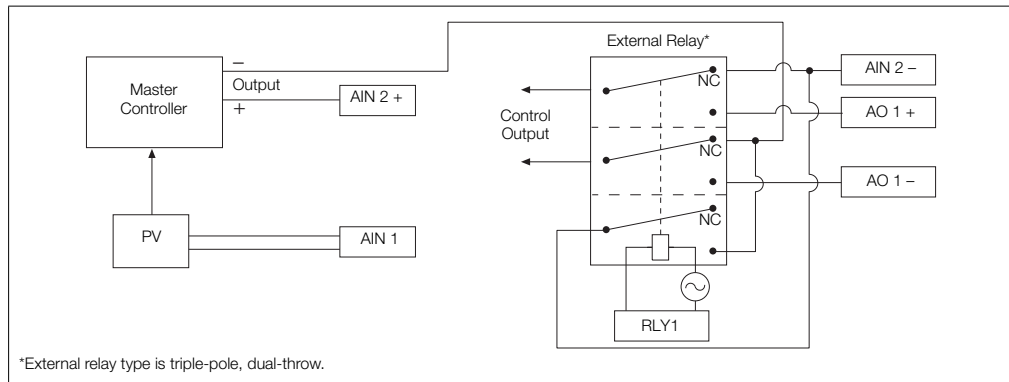 External Relay*
–
Output
+
Master
Controller
AIN 2 +
NC
AIN 2 –
AO 1 +
Control
Output
NC
AO 1 –
NC
PV
AIN 1
RLY1
*External relay type is triple-pole, dual-throw.